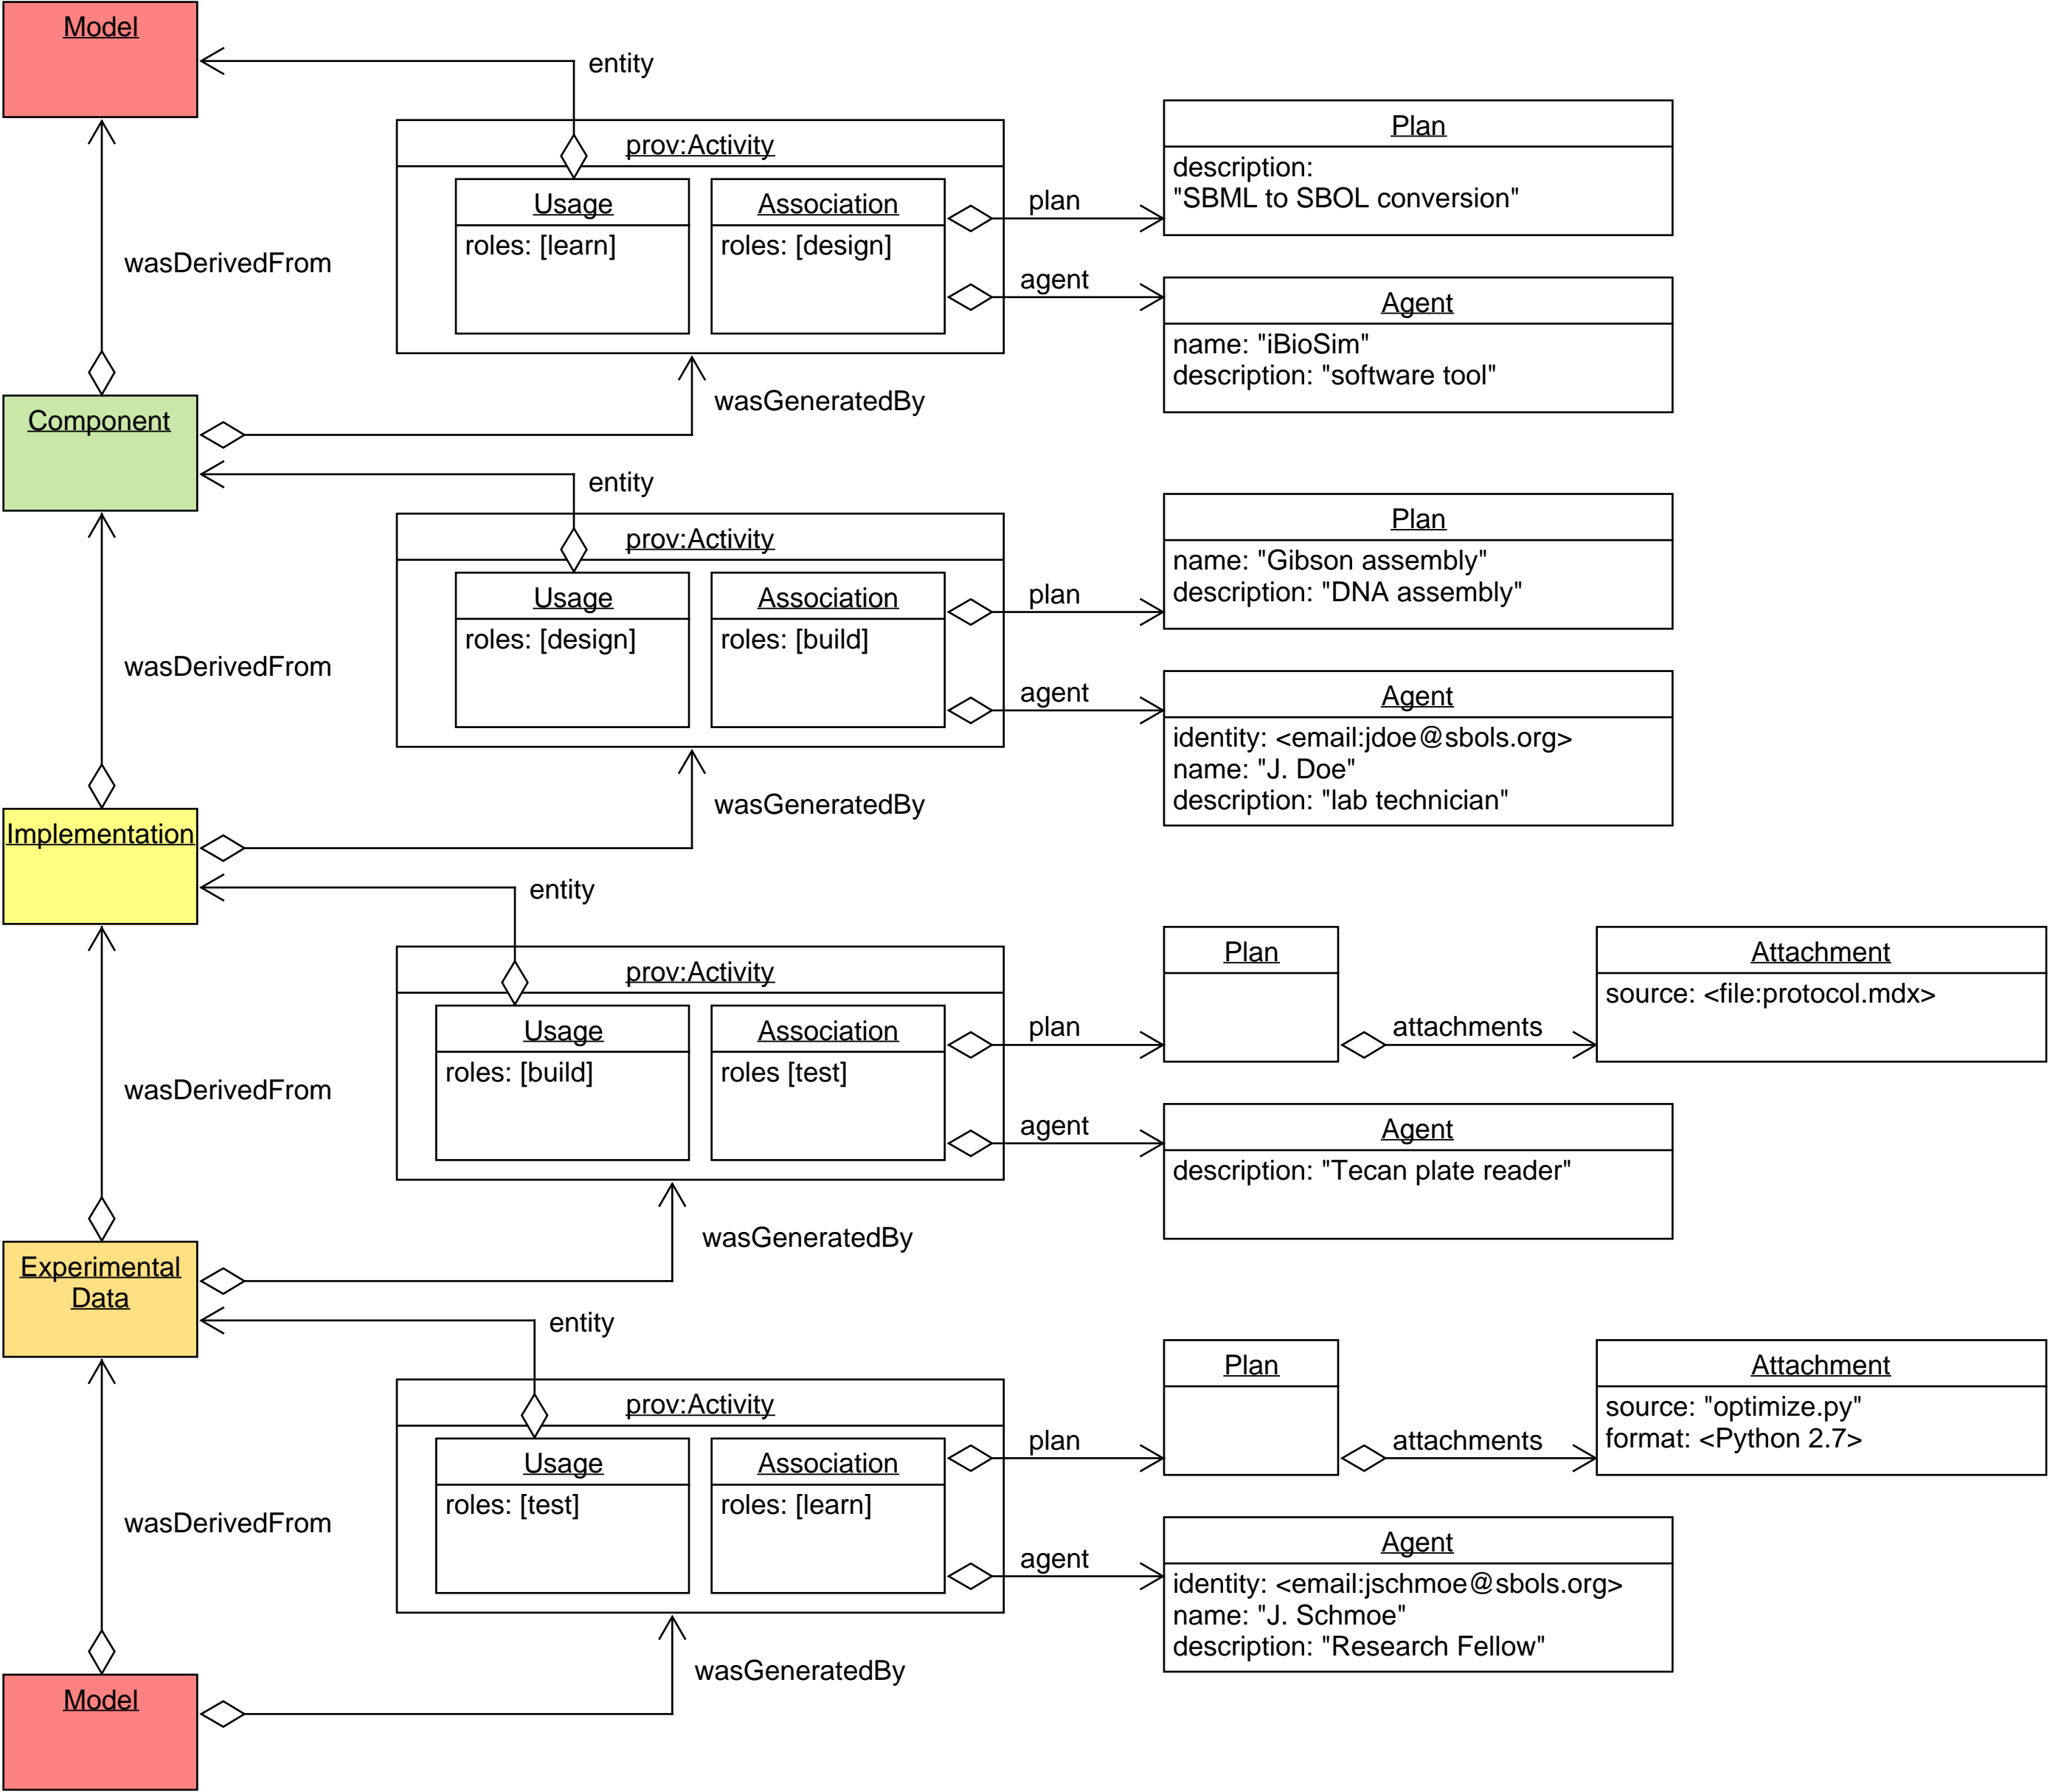 Model
entity
prov:Activity
Usage
roles: [learn]
Association
roles: [design]
plan
agent
Plan
description:
"SBML to SBOL conversion"
Agent
name: "iBioSim"
description: "software tool"
wasDerivedFrom
wasGeneratedBy
Component
entity
prov:Activity
Usage
roles: [design]
Association
roles: [build]
plan
agent
Plan
name: "Gibson assembly"
description: "DNA assembly"
Agent
identity: <email:jdoe@sbols.org>
name: "J. Doe"
description: "lab technician"
wasDerivedFrom
wasGeneratedBy
Implementation
entity
prov:Activity
Usage
roles: [build]
Association
roles [test]
plan
agent
Plan
attachments
Attachment
source: <file:protocol.mdx>
Agent
description: "Tecan plate reader"
wasDerivedFrom
wasGeneratedBy
Experimental
Data
entity
prov:Activity
Usage
roles: [test]
Association
roles: [learn]
plan
agent
Plan
attachments
Attachment
source: "optimize.py"
format: <Python 2.7>
Agent
identity: <email:jschmoe@sbols.org>
name: "J. Schmoe"
description: "Research Fellow"
wasDerivedFrom
wasGeneratedBy
Model